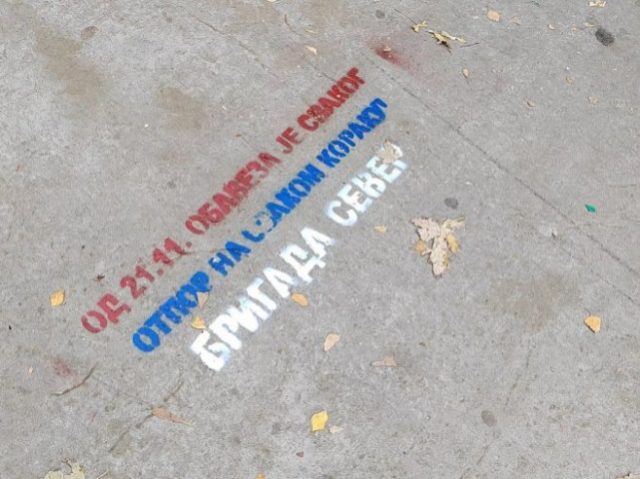 ОД 21.11. ОБАВЕЗА ЈЕ СВАКОГ
ОТПОР НА СВАКОМ КОРАКУ
БРИГАДА СЕВЕР